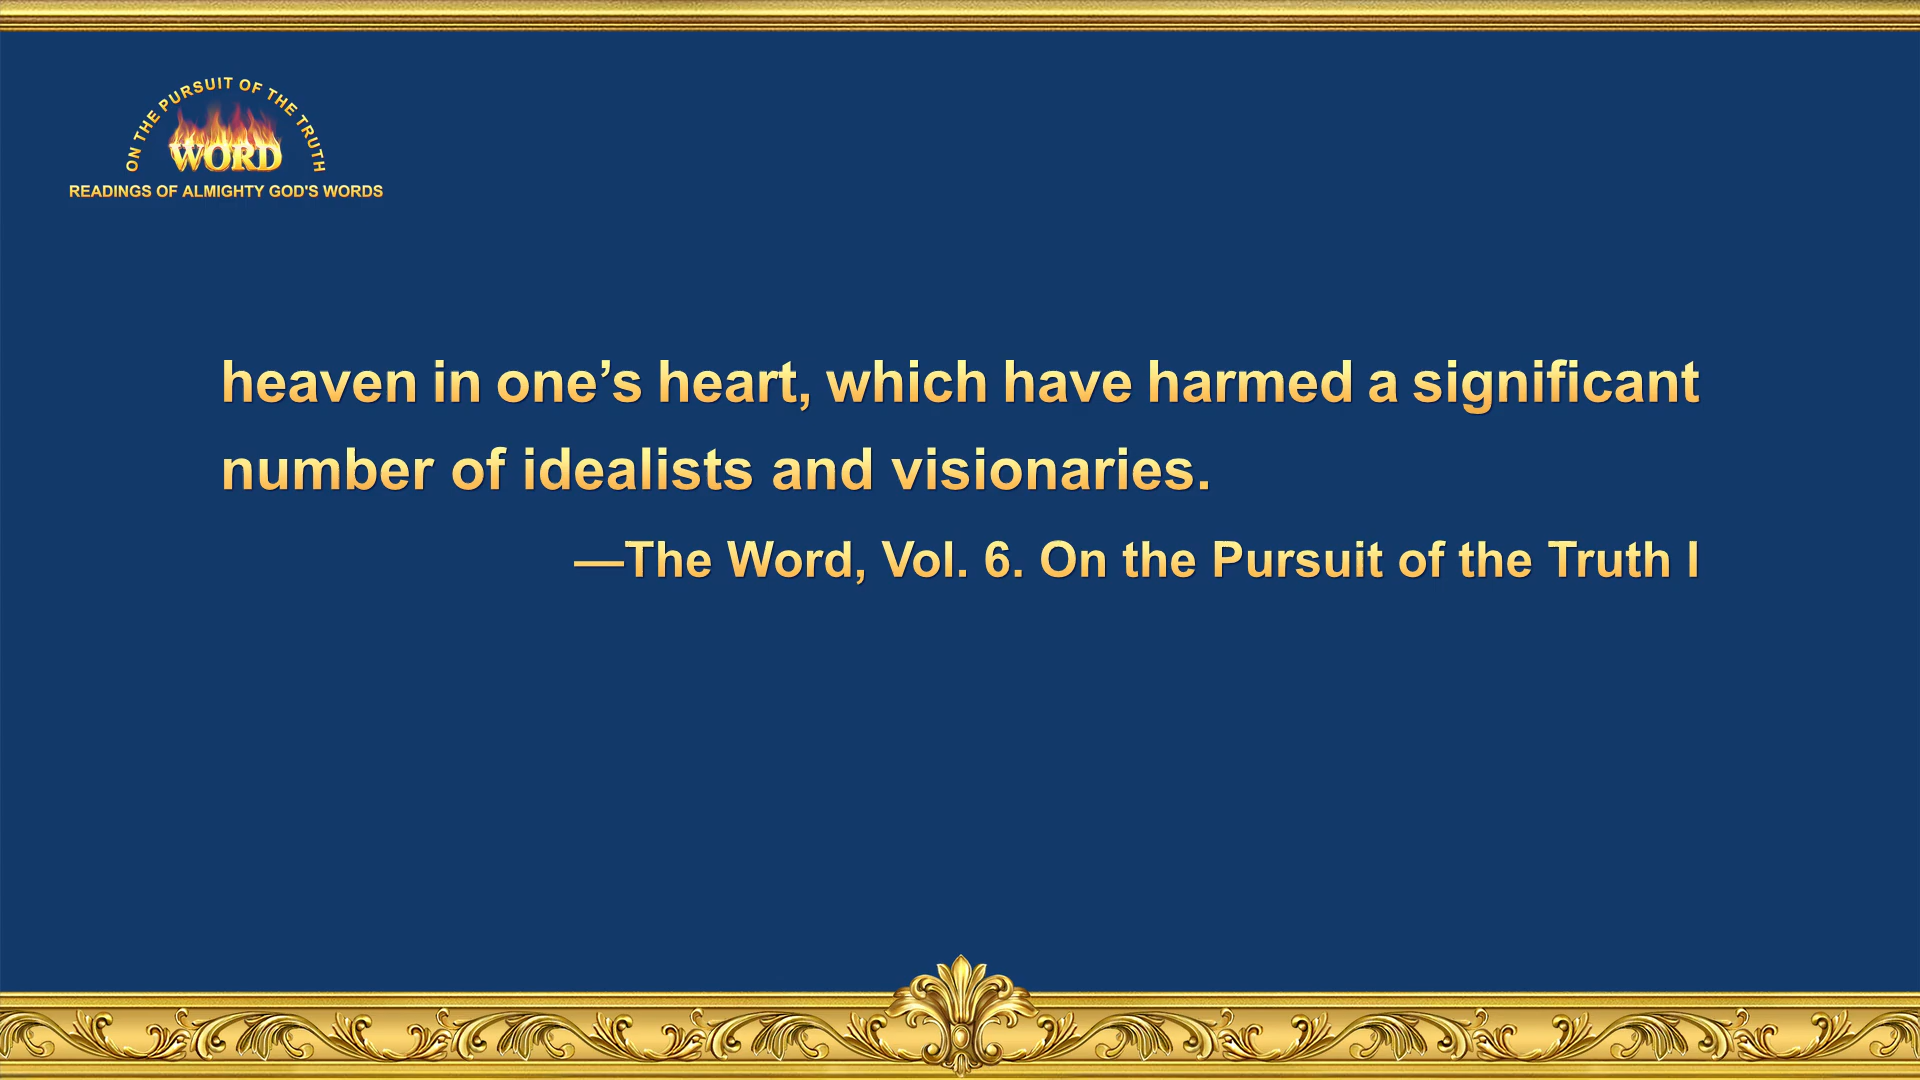 ON THE PURSUIT OF THE TRUTH
WORD
READINGS OF ALMIGHTY GOD'S WORDS
heaven in one’s heart, which have harmed a significant
number of idealists and visionaries.
—The Word, Vol. 6. On the Pursuit of the Truth I